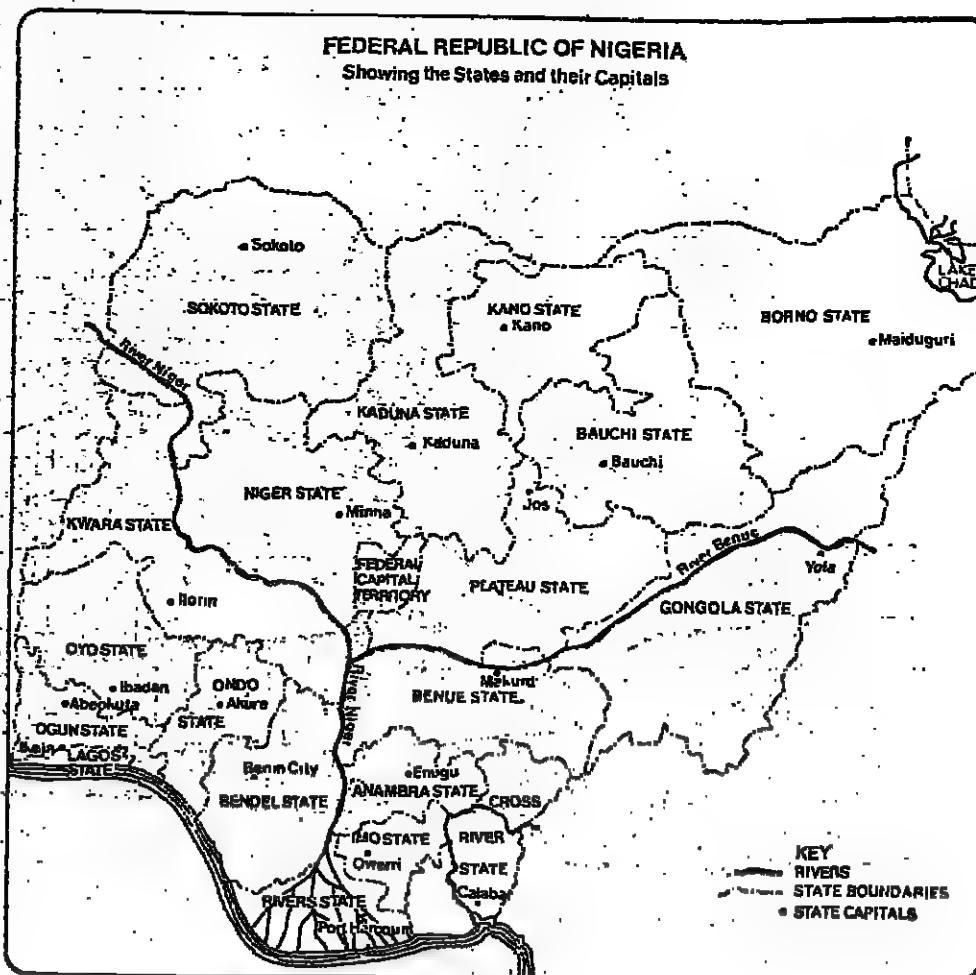 FEDERAL REPUBLIC OF NIGERIA
Showing the States and their Capitals
Sokoto
SOKOTO STATE
KANO STATE
Kano
LAKE
CHAD
BORNO STATE
Maiduguri
River Niger
KADUNA STATE
Kaduna
BAUCHI STATE
Bauchi
NIGER STATE
Minna
Jos
KWARA STATE
FEDERAL
CAPITAL
TERRITORY
PLATEAU STATE
River Benue
Yola
GONGOLA STATE
Ilorin
OYO STATE
Ibadan
Abeokuta
ONDO
Akure
STATE
River Niger
Makurdi
BENUE STATE
OGUN STATE
Ikeja
LAGOS
STATE
Benin City
BENDEL STATE
Enugu
ANAMBRA STATE
CROSS
RIVER
STATE
Calabar
IMO STATE
Owerri
RIVERS STATE
Port Harcourt
KEY
RIVERS
STATE BOUNDARIES
STATE CAPITALS